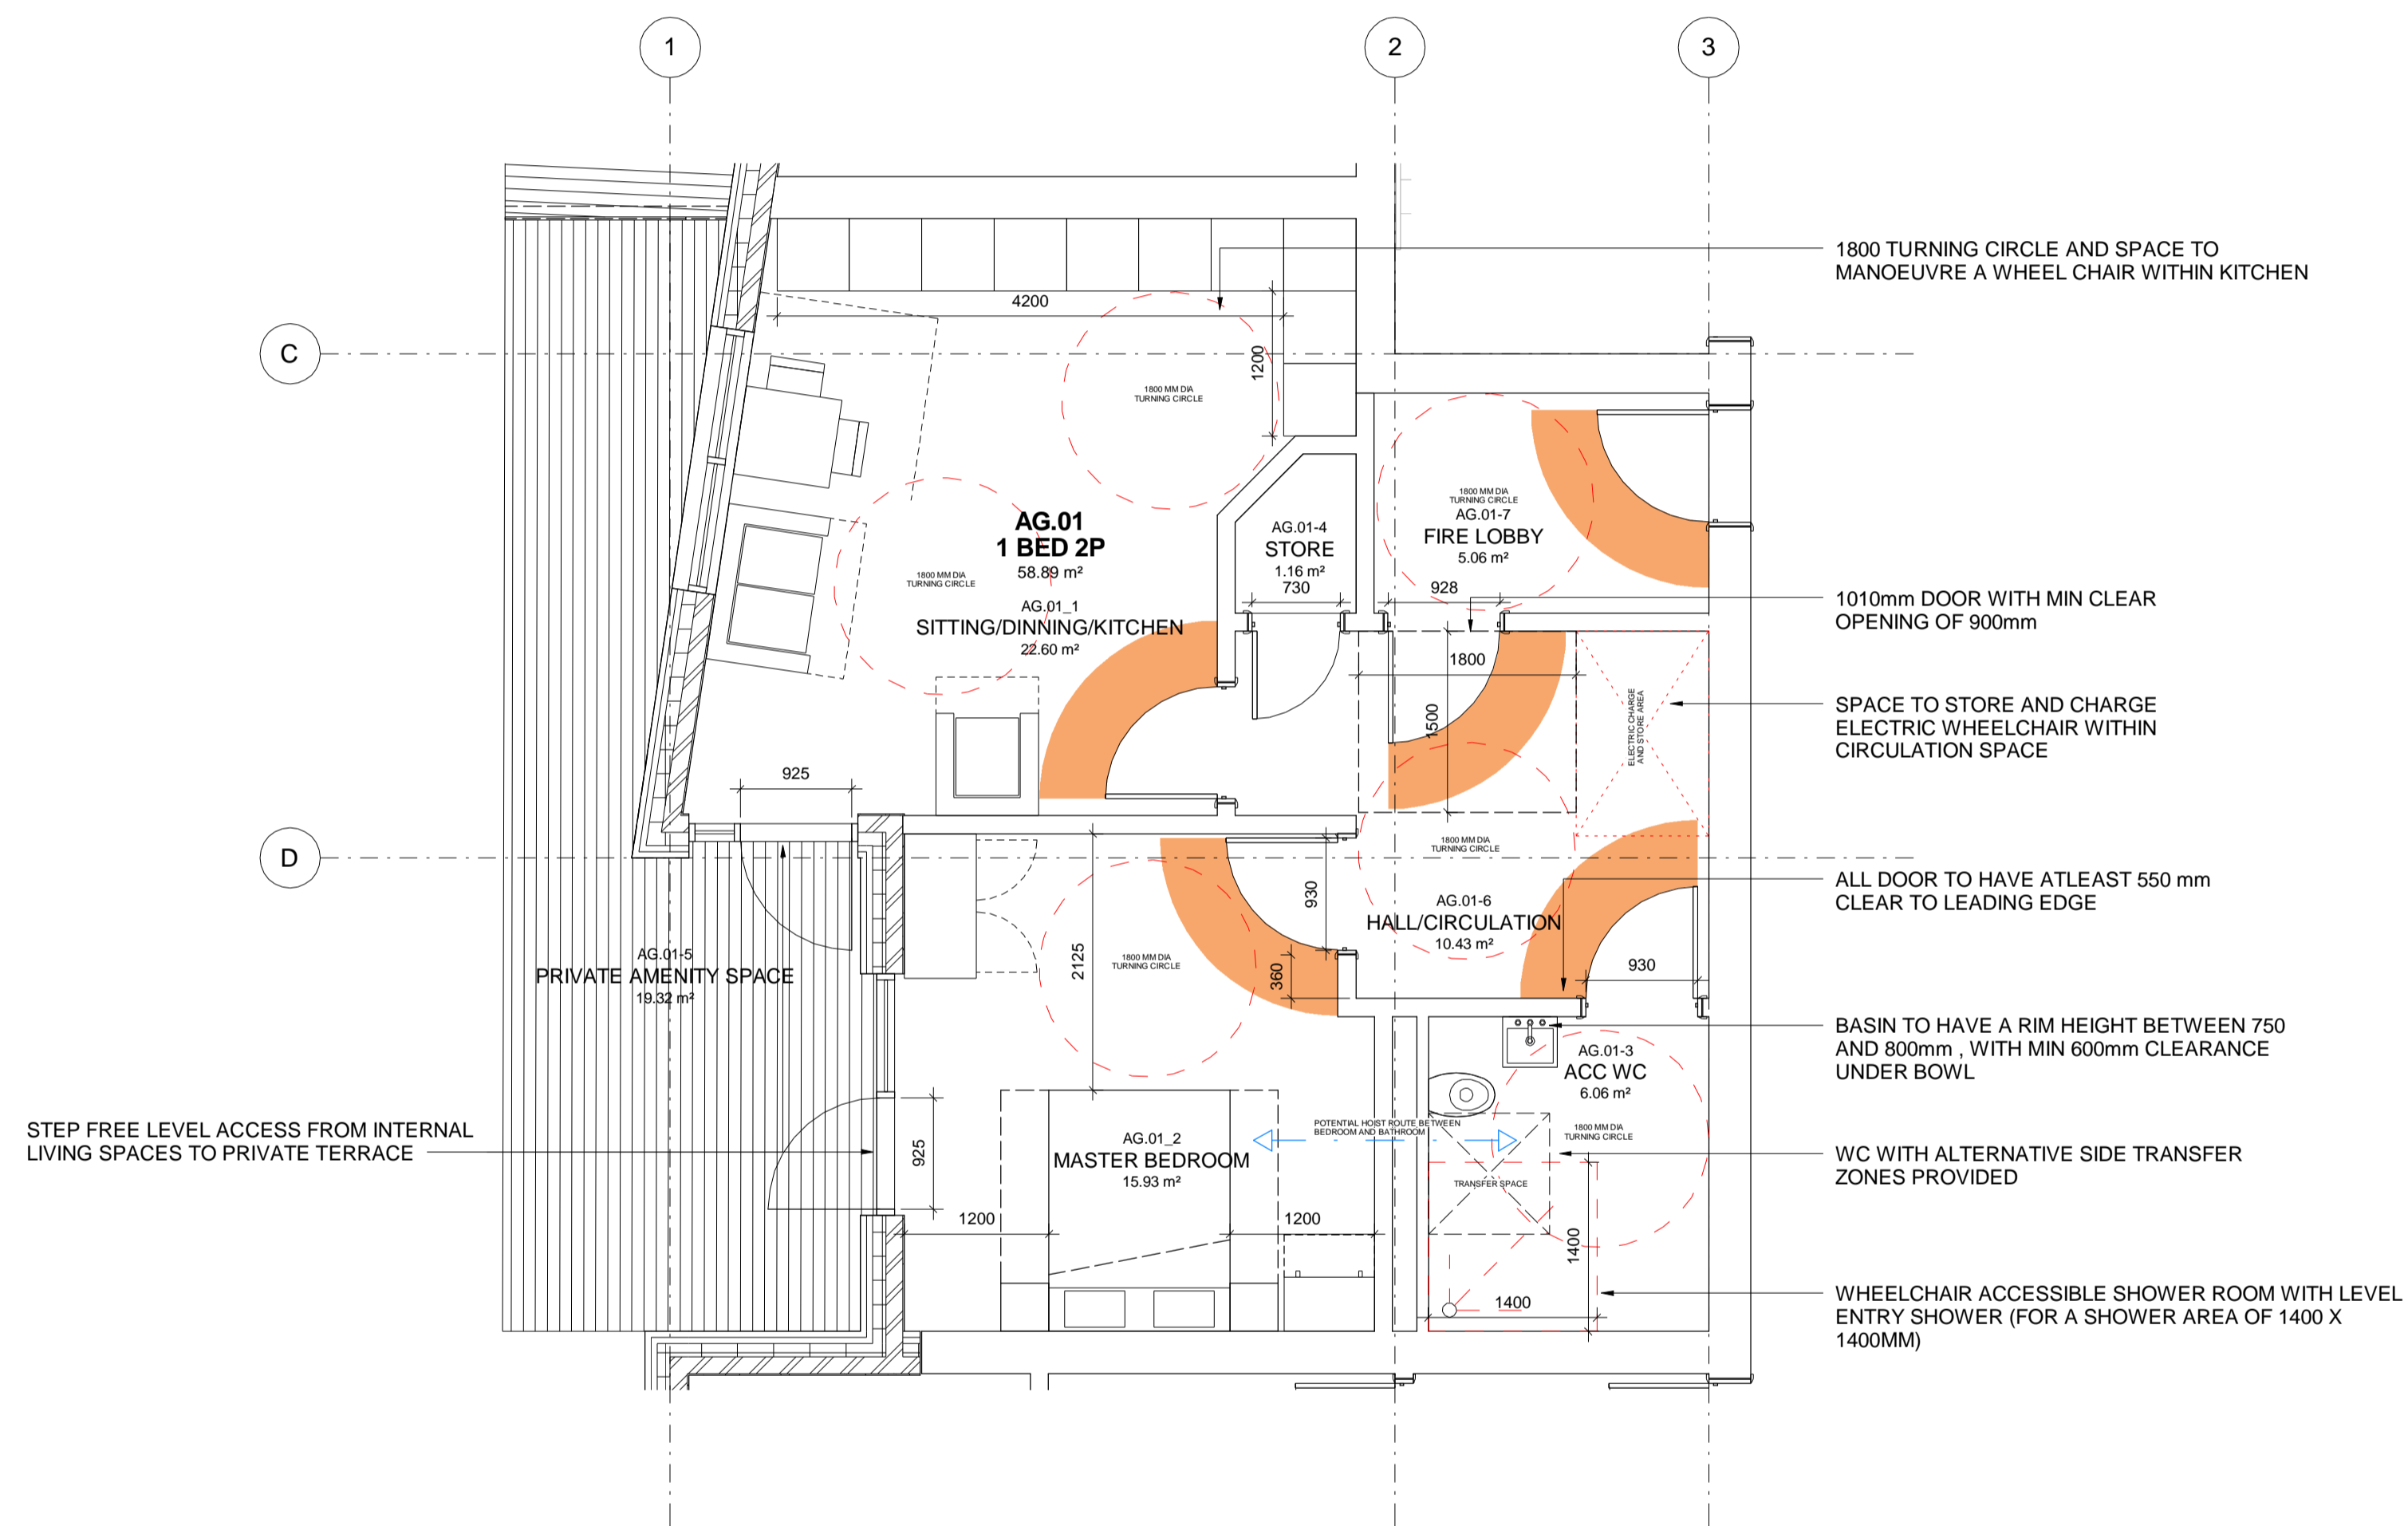 1
2
3
C
D
1800 TURNING CIRCLE AND SPACE TO
MANOEUVRE A WHEEL CHAIR WITHIN KITCHEN
4200
1200
1800 MM DIA
TURNING CIRCLE
AG.01
1 BED 2P
58.89 m²
1800 MM DIA
TURNING CIRCLE
AG.01_1
SITTING/DINNING/KITCHEN
22.60 m²
AG.01-4
STORE
1.16 m²
730
1800 MM DIA
TURNING CIRCLE
AG.01-7
FIRE LOBBY
5.06 m²
928
1010mm DOOR WITH MIN CLEAR
OPENING OF 900mm
1800
1500
ELECTRIC CHARGE
AND STORE AREA
SPACE TO STORE AND CHARGE
ELECTRIC WHEELCHAIR WITHIN
CIRCULATION SPACE
925
1800 MM DIA
TURNING CIRCLE
AG.01-6
HALL/CIRCULATION
10.43 m²
930
360
930
ALL DOOR TO HAVE ATLEAST 550 mm
CLEAR TO LEADING EDGE
AG.01-5
PRIVATE AMENITY SPACE
19.32 m²
2125
1800 MM DIA
TURNING CIRCLE
BASIN TO HAVE A RIM HEIGHT BETWEEN 750
AND 800mm , WITH MIN 600mm CLEARANCE
UNDER BOWL
AG.01-3
ACC WC
6.06 m²
1800 MM DIA
TURNING CIRCLE
STEP FREE LEVEL ACCESS FROM INTERNAL
LIVING SPACES TO PRIVATE TERRACE
925
POTENTIAL HOIST ROUTE BETWEEN
BEDROOM AND BATHROOM
AG.01_2
MASTER BEDROOM
15.93 m²
TRANSFER SPACE
WC WITH ALTERNATIVE SIDE TRANSFER
ZONES PROVIDED
1200
1200
1400
1400
WHEELCHAIR ACCESSIBLE SHOWER ROOM WITH LEVEL
ENTRY SHOWER (FOR A SHOWER AREA OF 1400 X
1400MM)